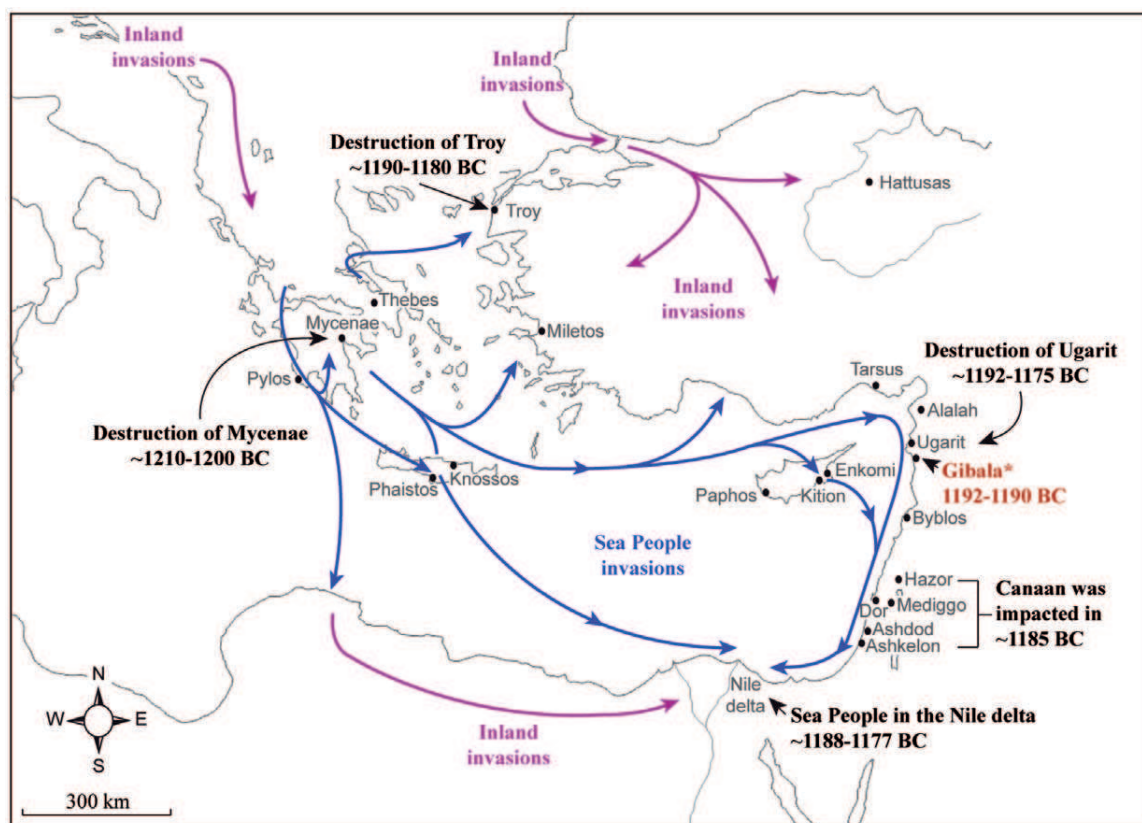 Inland
invasions
Inland
invasions
Destruction of Troy
~1190-1180 BC
Hattusas
Troy
Inland
invasions
Thebes
Mycenae
Miletos
Destruction of Ugarit
~1192-1175 BC
Tarsus
Pylos
Alalah
Destruction of Mycenae
~1210-1200 BC
Ugarit
Gibala*
1192-1190 BC
Knossos
Phaistos
Enkomi
Kition
Paphos
Byblos
Sea People
invasions
Hazor
Mediggo
Dor
Ashdod
Ashkelon
Canaan was
impacted in
~1185 BC
Nile
delta
Sea People in the Nile delta
~1188-1177 BC
Inland
invasions
N
W
E
S
300 km